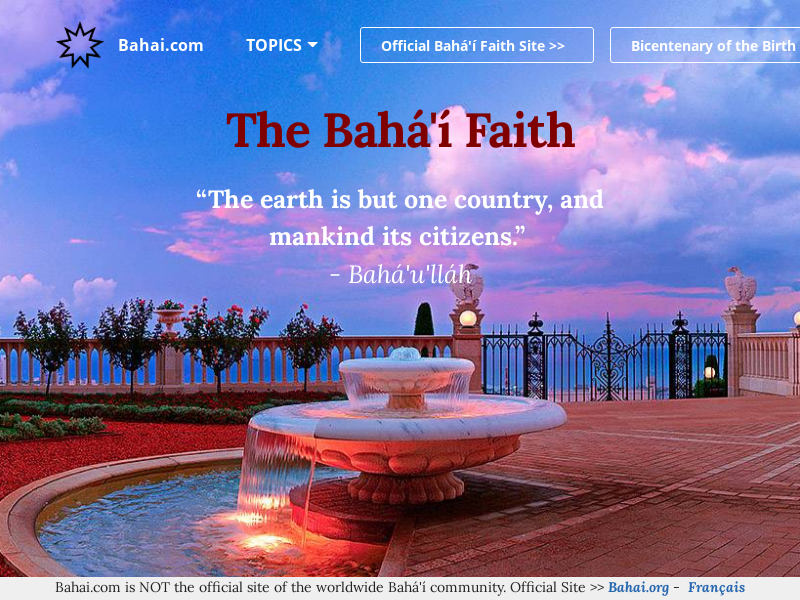 Bahai.com
TOPICS
Official Bahá'í Faith Site >>
Bicentenary of the Birth
The Bahá'í Faith
“The earth is but one country, and
mankind its citizens.”
- Bahá'u'lláh
Bahai.com is NOT the official site of the worldwide Bahá'í community. Official Site >> Bahai.org - Français